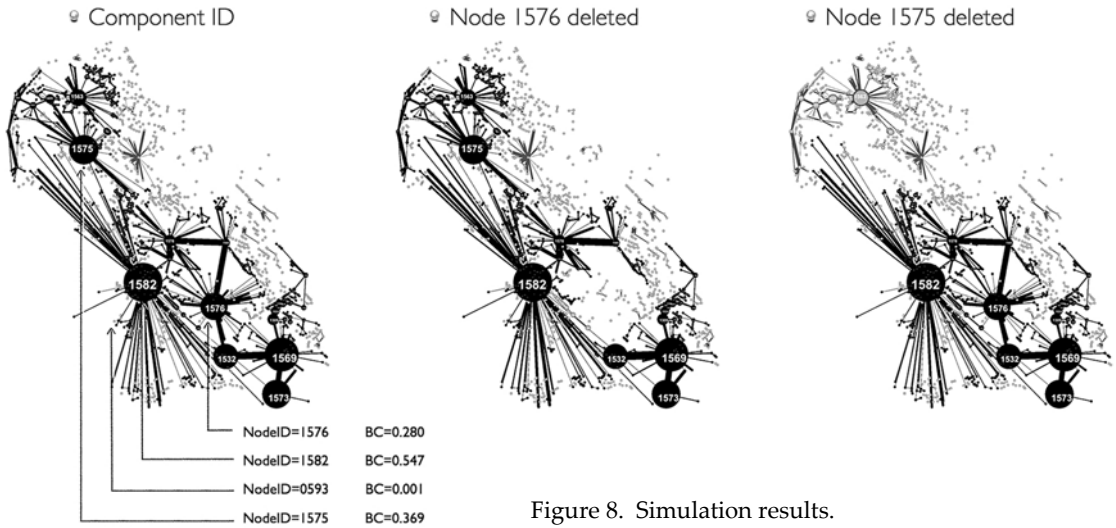 Component ID
Node 1576 deleted
Node 1575 deleted
1563
1575
1582
1576
1532
1569
1573
1563
1575
1582
1532
1569
1573
1582
1576
1532
1569
1573
NodeID=1576 BC=0.280
NodeID=1582 BC=0.547
NodeID=0593 BC=0.001
NodeID=1575 BC=0.369
Figure 8. Simulation results.